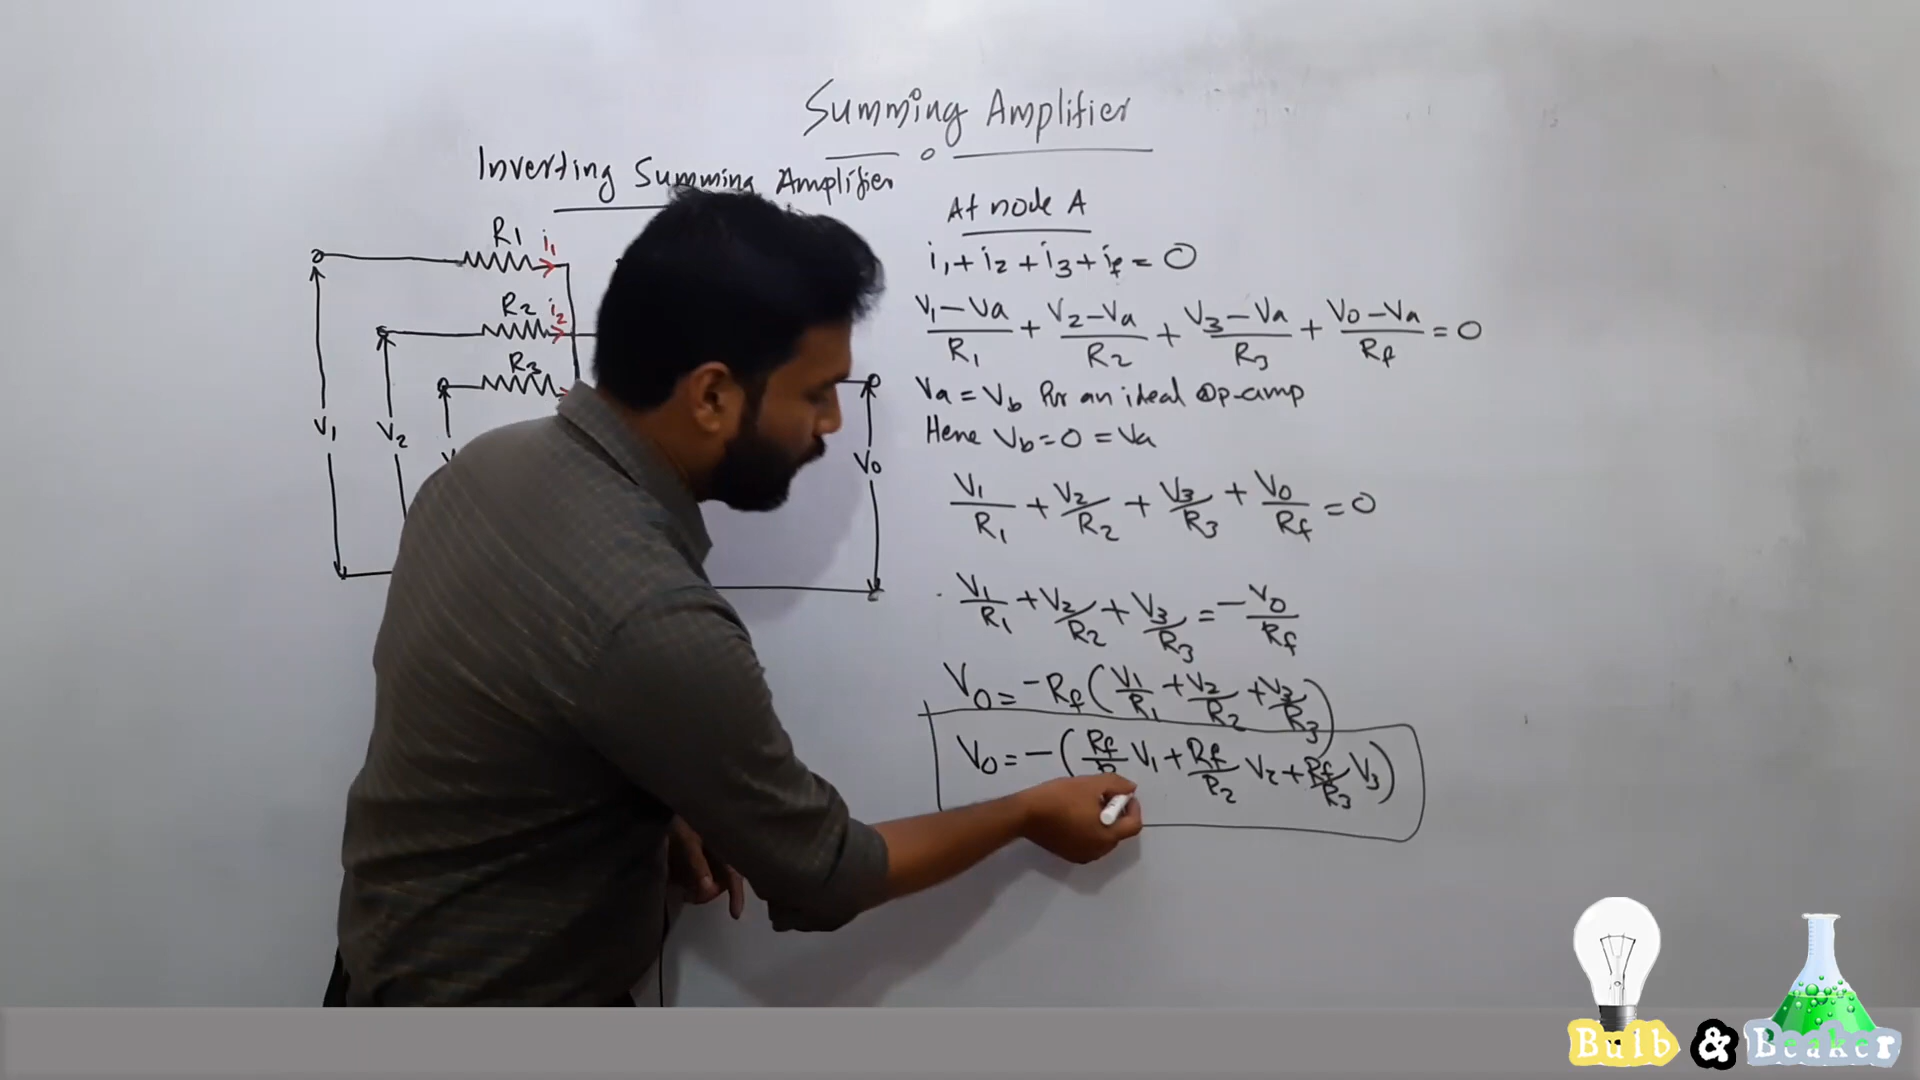 Summing Amplifier
Inverting Summing Amplifier
R1 i1
R2 i2
R3
V1
V2
V0
At node A
i1 + i2 + i3 + if = 0
V1 - Va / R1 + V2 - Va / R2 + V3 - Va / R3 + V0 - Va / Rf = 0
Va = Vb for an ideal Op-amp
Here Vb = 0 = Va
V1/R1 + V2/R2 + V3/R3 + V0/Rf = 0
V1/R1 + V2/R2 + V3/R3 = - V0/Rf
V0 = -Rf (V1/R1 + V2/R2 + V3/R3)
V0 = -(Rf/R V1 + Rf/R2 V2 + Rf/R3 V3)
Bulb & Beaker